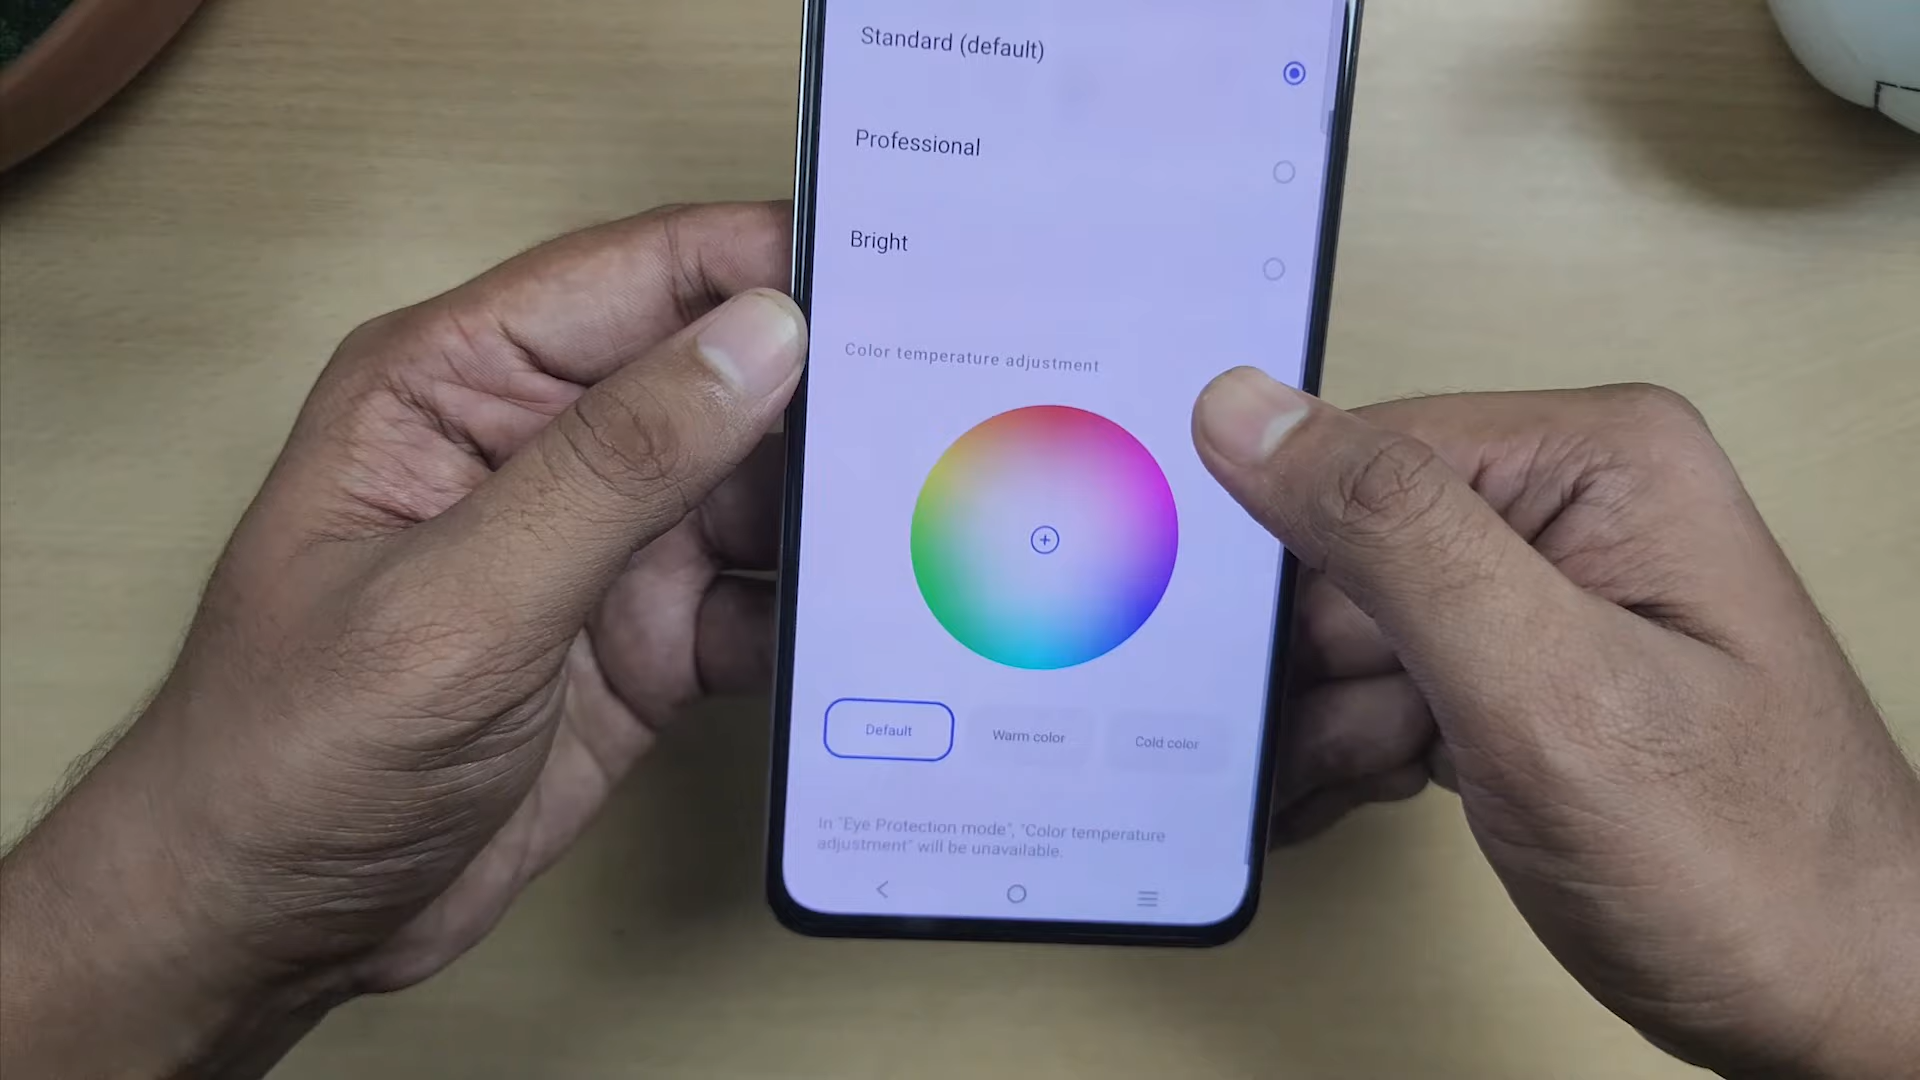 Standard (default)
Professional
Bright
Color temperature adjustment
Default
Warm color
Cold color
In "Eye Protection mode", "Color temperature
adjustment" will be unavailable.